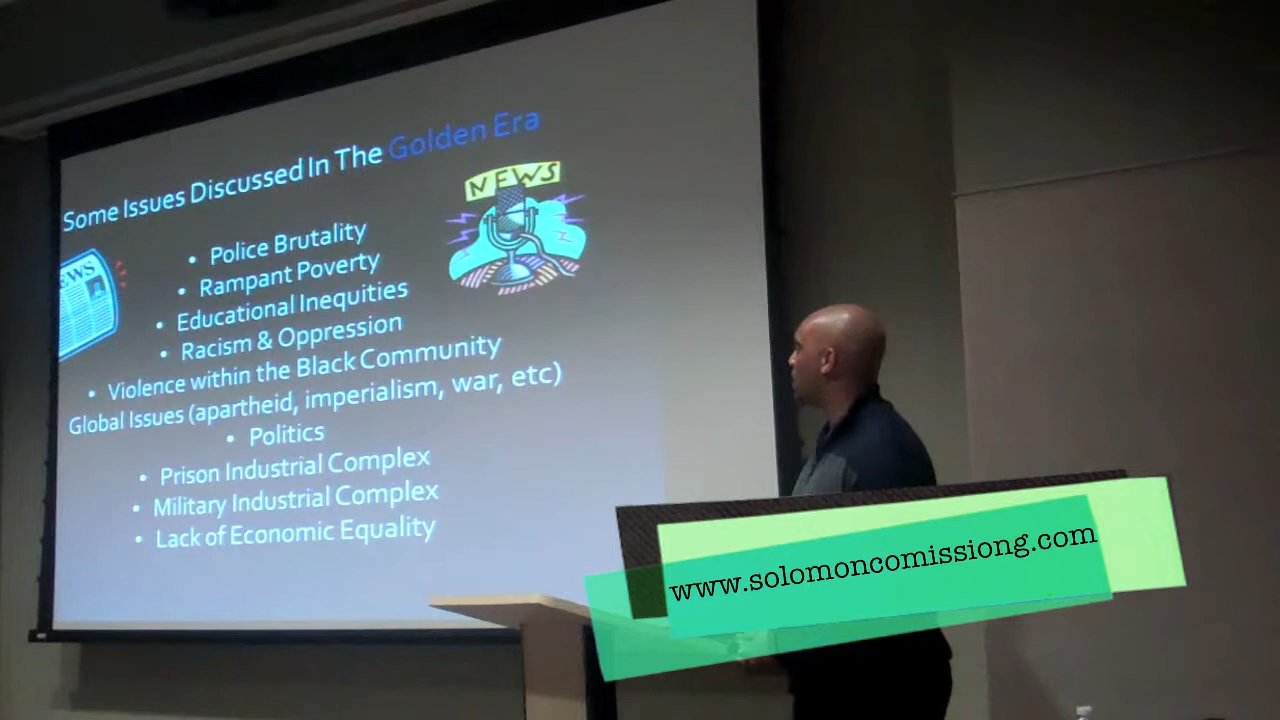 Some Issues Discussed In The Golden Era
NEWS
EWS
• Police Brutality
• Rampant Poverty
• Educational Inequities
• Racism & Oppression
• Violence within the Black Community
Global Issues (apartheid, imperialism, war, etc)
• Politics
• Prison Industrial Complex
• Military Industrial Complex
• Lack of Economic Equality
www.solomoncomissiong.com